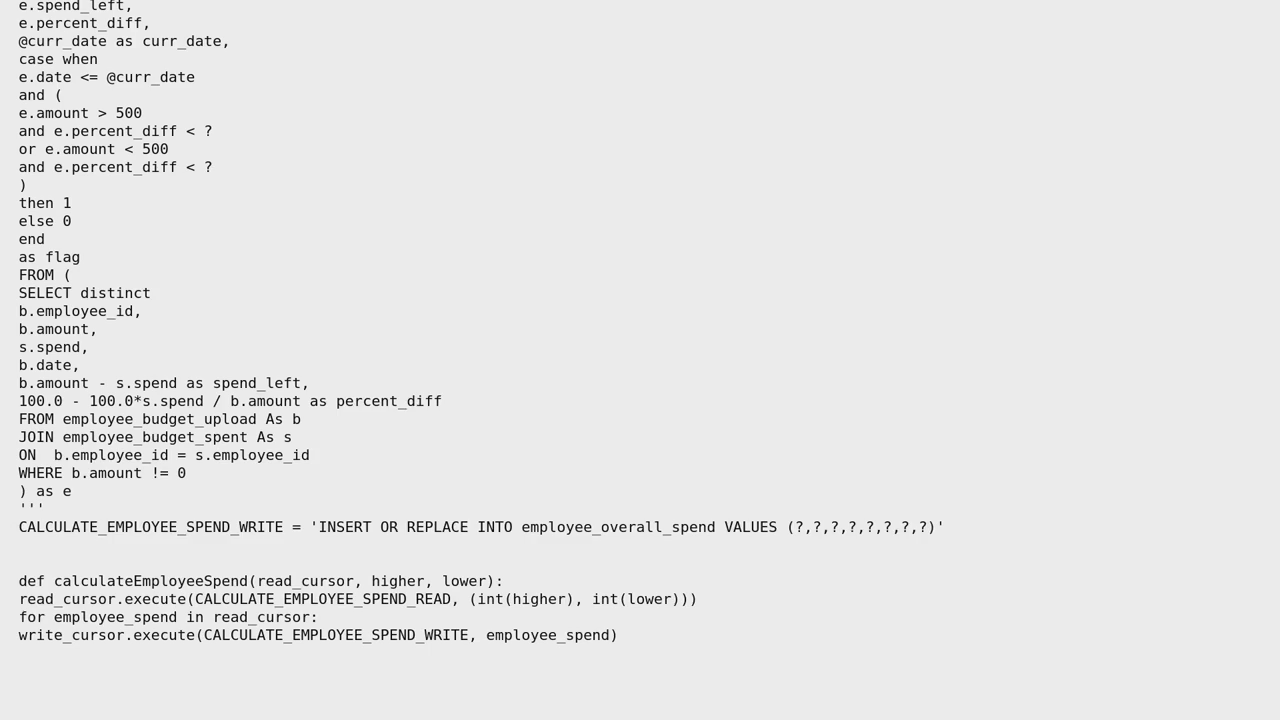 e.spend_left,
e.percent_diff,
@curr_date as curr_date,
case when
e.date <= @curr_date
and (
e.amount > 500
and e.percent_diff < ?
or e.amount < 500
and e.percent_diff < ?
)
then 1
else 0
end
as flag
FROM (
SELECT distinct
b.employee_id,
b.amount,
s.spend,
b.date,
b.amount - s.spend as spend_left,
100.0 - 100.0*s.spend / b.amount as percent_diff
FROM employee_budget_upload As b
JOIN employee_budget_spent As s
ON  b.employee_id = s.employee_id
WHERE b.amount != 0
) as e
'''
CALCULATE_EMPLOYEE_SPEND_WRITE = 'INSERT OR REPLACE INTO employee_overall_spend VALUES (?,?,?,?,?,?,?,?)'
def calculateEmployeeSpend(read_cursor, higher, lower):
read_cursor.execute(CALCULATE_EMPLOYEE_SPEND_READ, (int(higher), int(lower)))
for employee_spend in read_cursor:
write_cursor.execute(CALCULATE_EMPLOYEE_SPEND_WRITE, employee_spend)